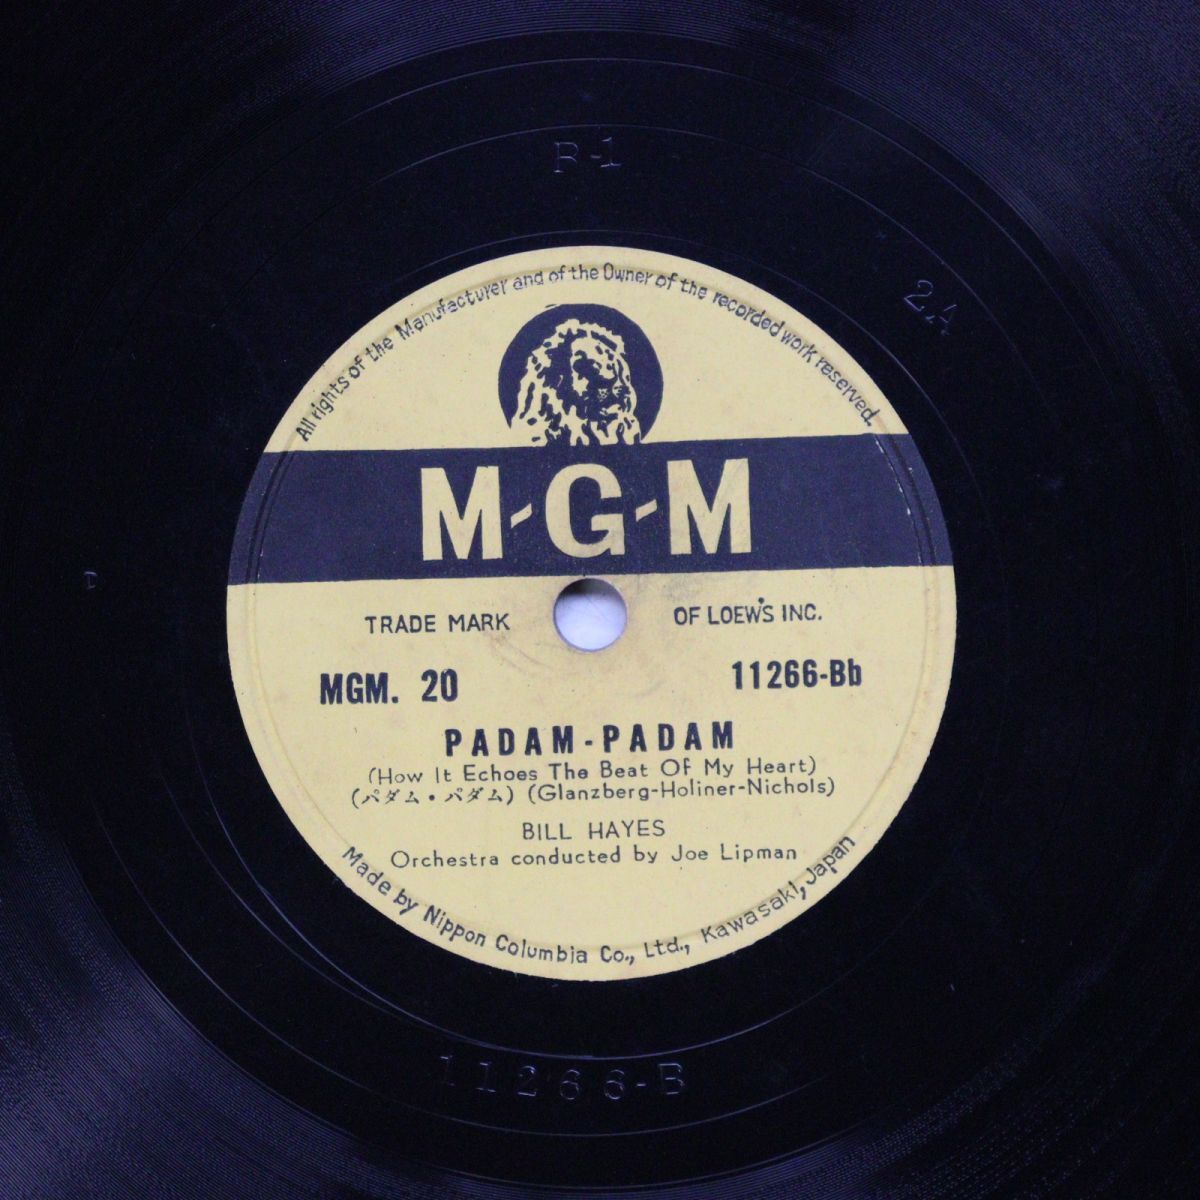 R-1
2A
All rights of the Manufacturer and of the Owner of the recorded work reserved.
M-G-M
TRADE MARK OF LOEW'S INC.
MGM. 20 11266-Bb
PADAM-PADAM
(How It Echoes The Beat Of My Heart)
(パダム・パダム) (Glanzberg-Holiner-Nichols)
BILL HAYES
Orchestra conducted by Joe Lipman
Made by Nippon Columbia Co., Ltd., Kawasaki, Japan
11266-B